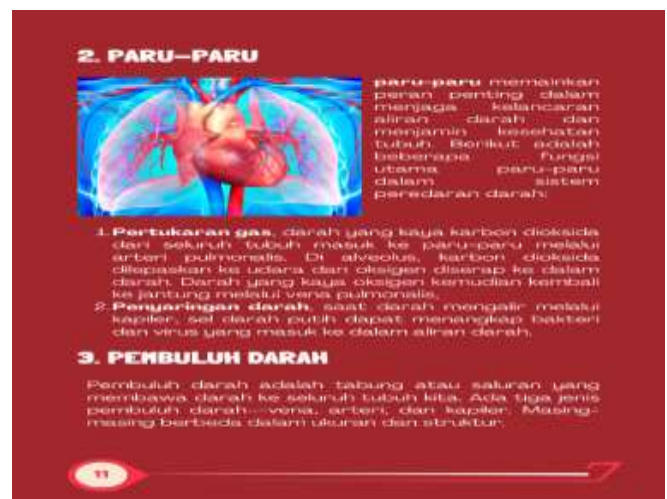 2. PARU–PARU
paru-paru memainkan
peran penting dalam
menjaga kelancaran
aliran darah dan
menjamin kesehatan
tubuh. Berikut adalah
beberapa fungsi
utama paru-paru
dalam sistem
peredaran darah:
1. Pertukaran gas, darah yang kaya karbon dioksida
dari seluruh tubuh masuk ke paru-paru melalui
arteri pulmonalis. Di alveolus, karbon dioksida
dilepaskan ke udara dan oksigen diserap ke dalam
darah. Darah yang kaya oksigen kemudian kembali
ke jantung melalui vena pulmonalis.
2. Penyaringan darah, saat darah mengalir melalui
kapiler, sel darah putih dapat menangkap bakteri
dan virus yang masuk ke dalam aliran darah.
3. PEMBULUH DARAH
Pembuluh darah adalah tabung atau saluran yang
membawa darah ke seluruh tubuh kita. Ada tiga jenis
pembuluh darah--vena, arteri, dan kapiler. Masing-
masing berbeda dalam ukuran dan struktur.
11